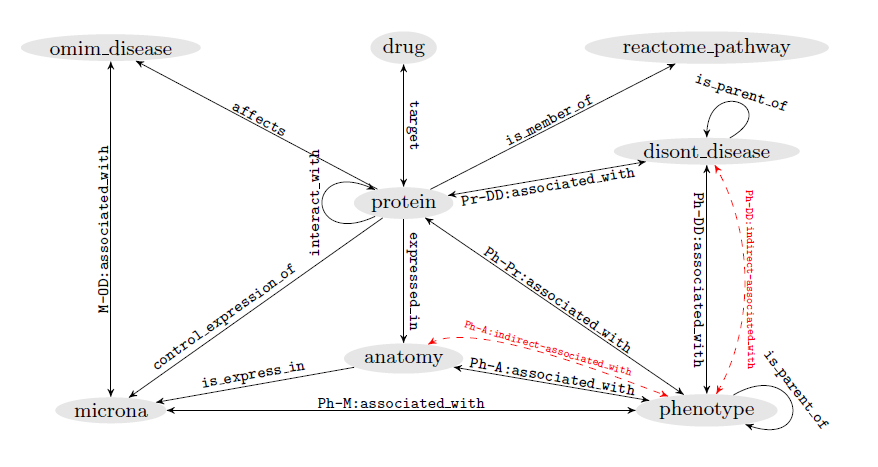 omim_disease
drug
reactome_pathway
is_parent_of
affects
target
is_member_of
disont_disease
interact_with
Pr-DD:associated_with
protein
M-OD:associated_with
expressed_in
Ph-Pr:associated_with
Ph-DD:associated_with
Ph-DD:indirect-associated_with
control_expression_of
Ph-A:indirect-associated_with
anatomy
is_express_in
Ph-A:associated_with
is_parent_of
microna
Ph-M:associated_with
phenotype